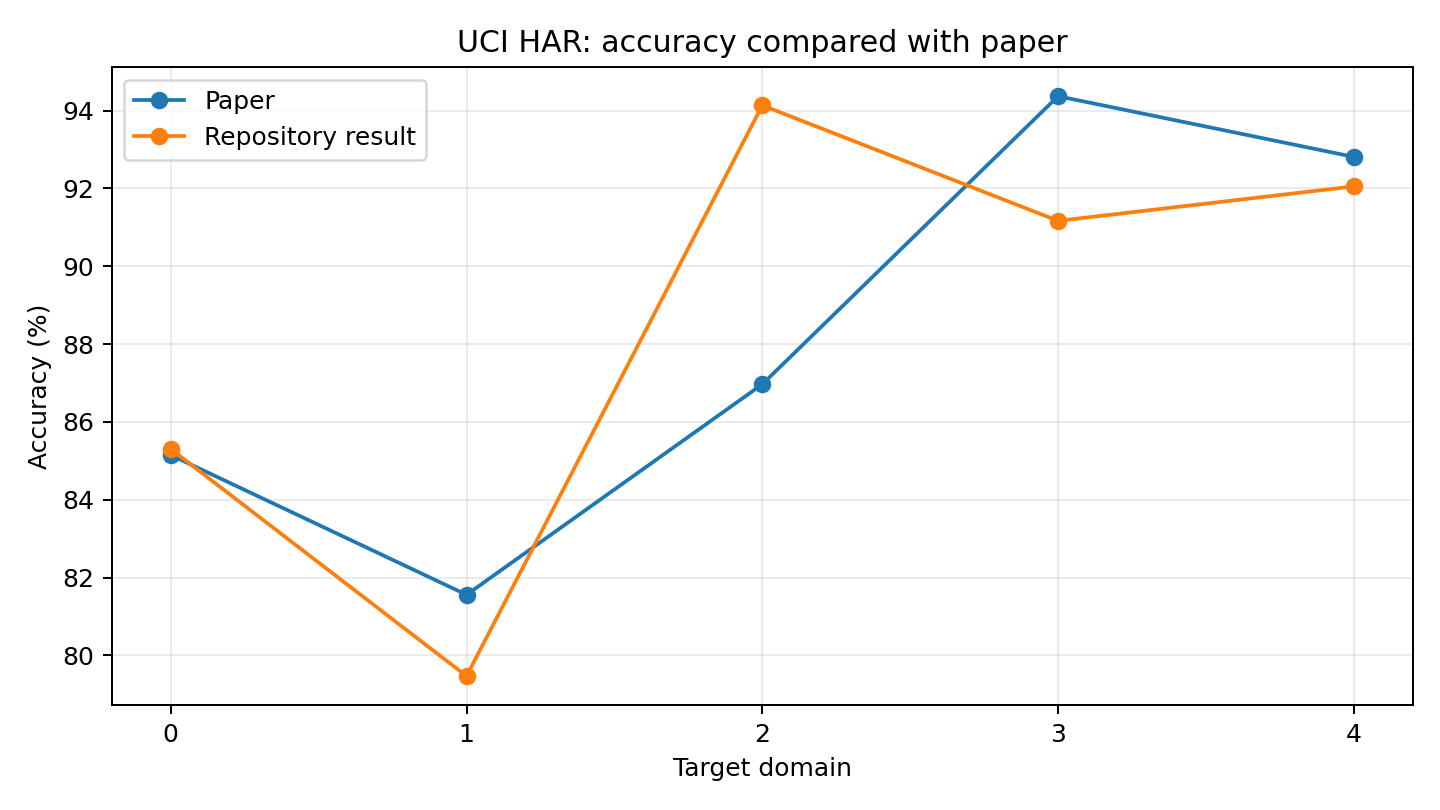 UCI HAR: accuracy compared with paper
Paper
Repository result
Accuracy (%)
94
92
90
88
86
84
82
80
0 1 2 3 4
Target domain